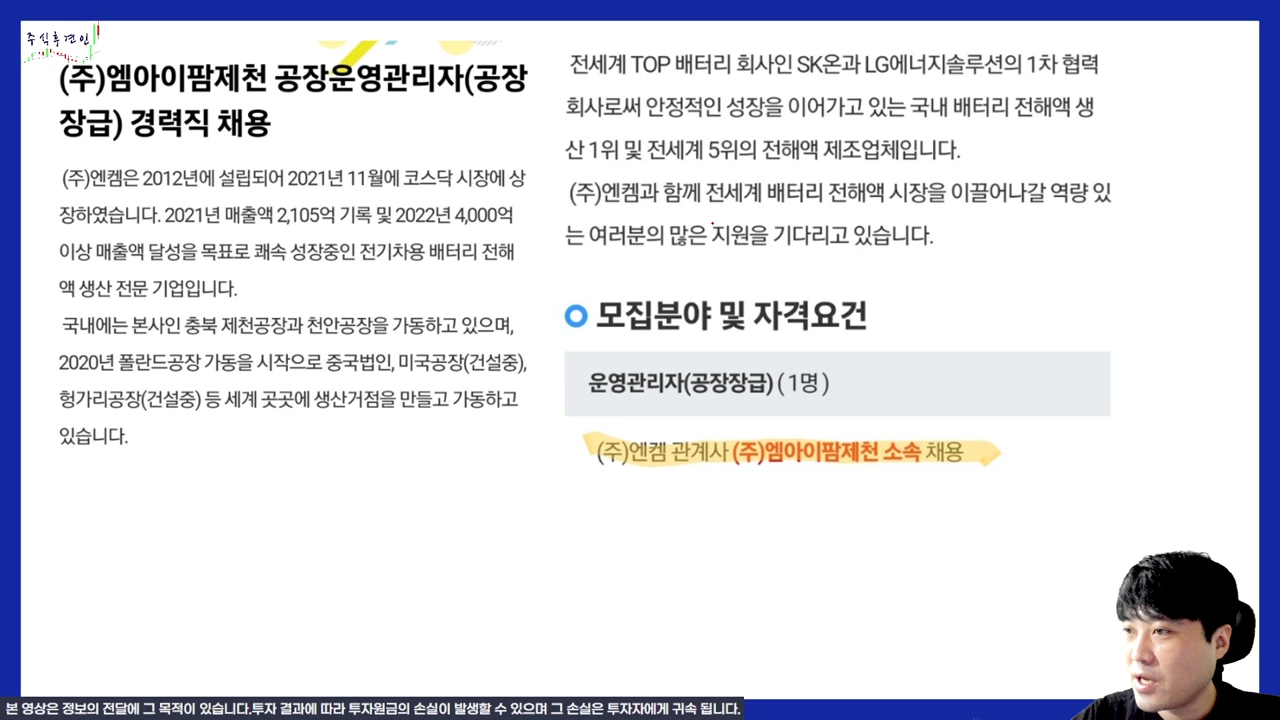 주식후견인
(주)엠아이팜제천 공장운영관리자(공장
장급) 경력직 채용
(주)엔켐은 2012년에 설립되어 2021년 11월에 코스닥 시장에 상
장하였습니다. 2021년 매출액 2,105억 기록 및 2022년 4,000억
이상 매출액 달성을 목표로 쾌속 성장중인 전기차용 배터리 전해
액 생산 전문 기업입니다.
국내에는 본사인 충북 제천공장과 천안공장을 가동하고 있으며,
2020년 폴란드공장 가동을 시작으로 중국법인, 미국공장(건설중),
헝가리공장(건설중) 등 세계 곳곳에 생산거점을 만들고 가동하고
있습니다.
전세계 TOP 배터리 회사인 SK온과 LG에너지솔루션의 1차 협력
회사로써 안정적인 성장을 이어가고 있는 국내 배터리 전해액 생
산 1위 및 전세계 5위의 전해액 제조업체입니다.
(주)엔켐과 함께 전세계 배터리 전해액 시장을 이끌어나갈 역량 있
는 여러분의 많은 지원을 기다리고 있습니다.
모집분야 및 자격요건
운영관리자(공장장급) ( 1명 )
(주)엔켐 관계사 (주)엠아이팜제천 소속 채용
본 영상은 정보의 전달에 그 목적이 있습니다.투자 결과에 따라 투자원금의 손실이 발생할 수 있으며 그 손실은 투자자에게 귀속 됩니다.